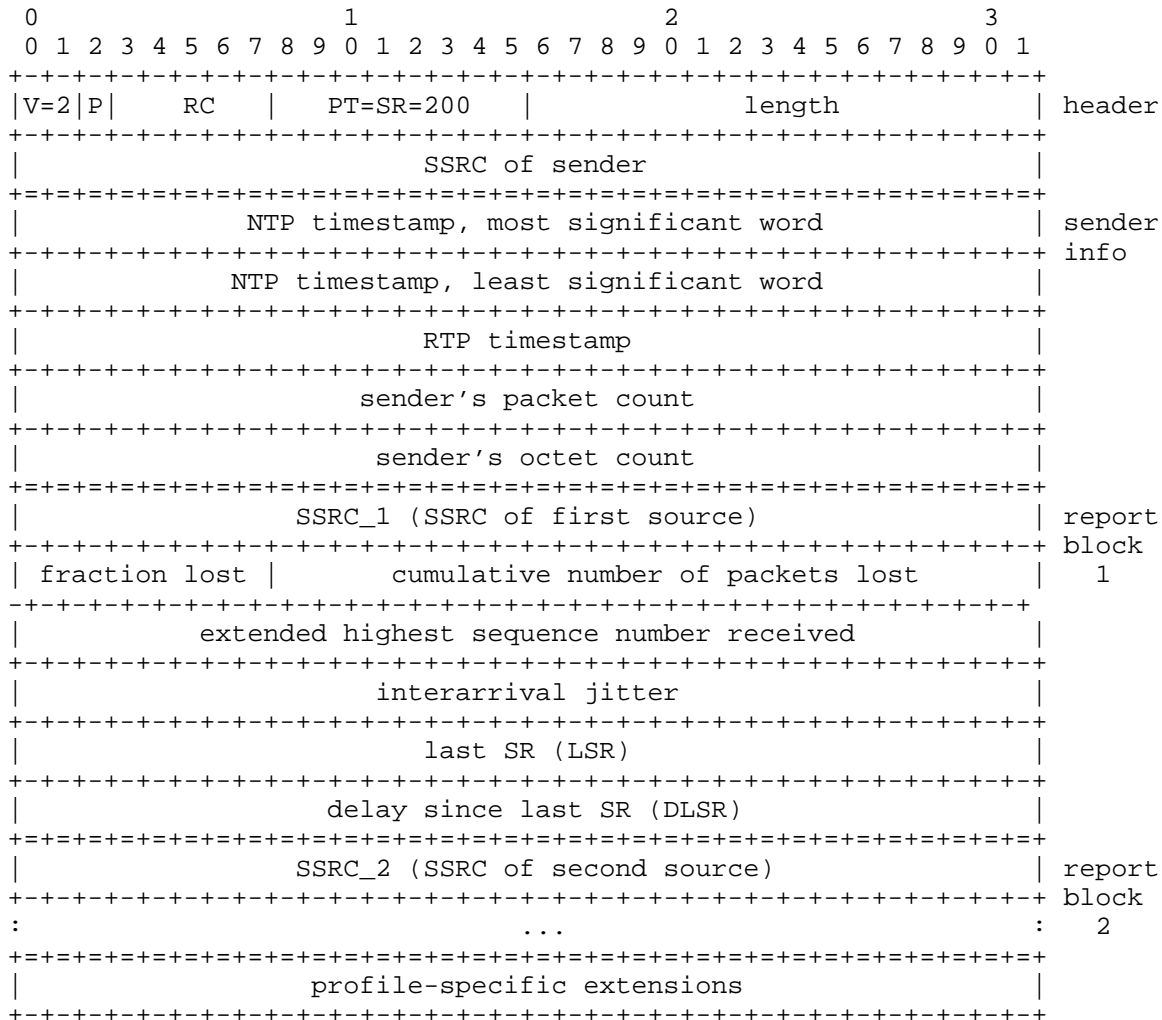 0                   1                   2                   3
 0 1 2 3 4 5 6 7 8 9 0 1 2 3 4 5 6 7 8 9 0 1 2 3 4 5 6 7 8 9 0 1
+-+-+-+-+-+-+-+-+-+-+-+-+-+-+-+-+-+-+-+-+-+-+-+-+-+-+-+-+-+-+-+-+
|V=2|P|    RC   |   PT=SR=200   |             length            | header
+-+-+-+-+-+-+-+-+-+-+-+-+-+-+-+-+-+-+-+-+-+-+-+-+-+-+-+-+-+-+-+-+
|                         SSRC of sender                        |
+=+=+=+=+=+=+=+=+=+=+=+=+=+=+=+=+=+=+=+=+=+=+=+=+=+=+=+=+=+=+=+=+
|              NTP timestamp, most significant word             | sender
+-+-+-+-+-+-+-+-+-+-+-+-+-+-+-+-+-+-+-+-+-+-+-+-+-+-+-+-+-+-+-+-+ info
|             NTP timestamp, least significant word             |
+-+-+-+-+-+-+-+-+-+-+-+-+-+-+-+-+-+-+-+-+-+-+-+-+-+-+-+-+-+-+-+-+
|                         RTP timestamp                         |
+-+-+-+-+-+-+-+-+-+-+-+-+-+-+-+-+-+-+-+-+-+-+-+-+-+-+-+-+-+-+-+-+
|                     sender's packet count                     |
+-+-+-+-+-+-+-+-+-+-+-+-+-+-+-+-+-+-+-+-+-+-+-+-+-+-+-+-+-+-+-+-+
|                      sender's octet count                     |
+=+=+=+=+=+=+=+=+=+=+=+=+=+=+=+=+=+=+=+=+=+=+=+=+=+=+=+=+=+=+=+=+
|                 SSRC_1 (SSRC of first source)                 | report
+-+-+-+-+-+-+-+-+-+-+-+-+-+-+-+-+-+-+-+-+-+-+-+-+-+-+-+-+-+-+-+-+ block
| fraction lost |       cumulative number of packets lost       |   1
-+-+-+-+-+-+-+-+-+-+-+-+-+-+-+-+-+-+-+-+-+-+-+-+-+-+-+-+-+-+-+-+
|           extended highest sequence number received           |
+-+-+-+-+-+-+-+-+-+-+-+-+-+-+-+-+-+-+-+-+-+-+-+-+-+-+-+-+-+-+-+-+
|                      interarrival jitter                      |
+-+-+-+-+-+-+-+-+-+-+-+-+-+-+-+-+-+-+-+-+-+-+-+-+-+-+-+-+-+-+-+-+
|                         last SR (LSR)                         |
+-+-+-+-+-+-+-+-+-+-+-+-+-+-+-+-+-+-+-+-+-+-+-+-+-+-+-+-+-+-+-+-+
|                   delay since last SR (DLSR)                  |
+=+=+=+=+=+=+=+=+=+=+=+=+=+=+=+=+=+=+=+=+=+=+=+=+=+=+=+=+=+=+=+=+
|                 SSRC_2 (SSRC of second source)                | report
+-+-+-+-+-+-+-+-+-+-+-+-+-+-+-+-+-+-+-+-+-+-+-+-+-+-+-+-+-+-+-+-+ block
:                               ...                             :   2
+=+=+=+=+=+=+=+=+=+=+=+=+=+=+=+=+=+=+=+=+=+=+=+=+=+=+=+=+=+=+=+=+
|                  profile-specific extensions                  |
+-+-+-+-+-+-+-+-+-+-+-+-+-+-+-+-+-+-+-+-+-+-+-+-+-+-+-+-+-+-+-+-+